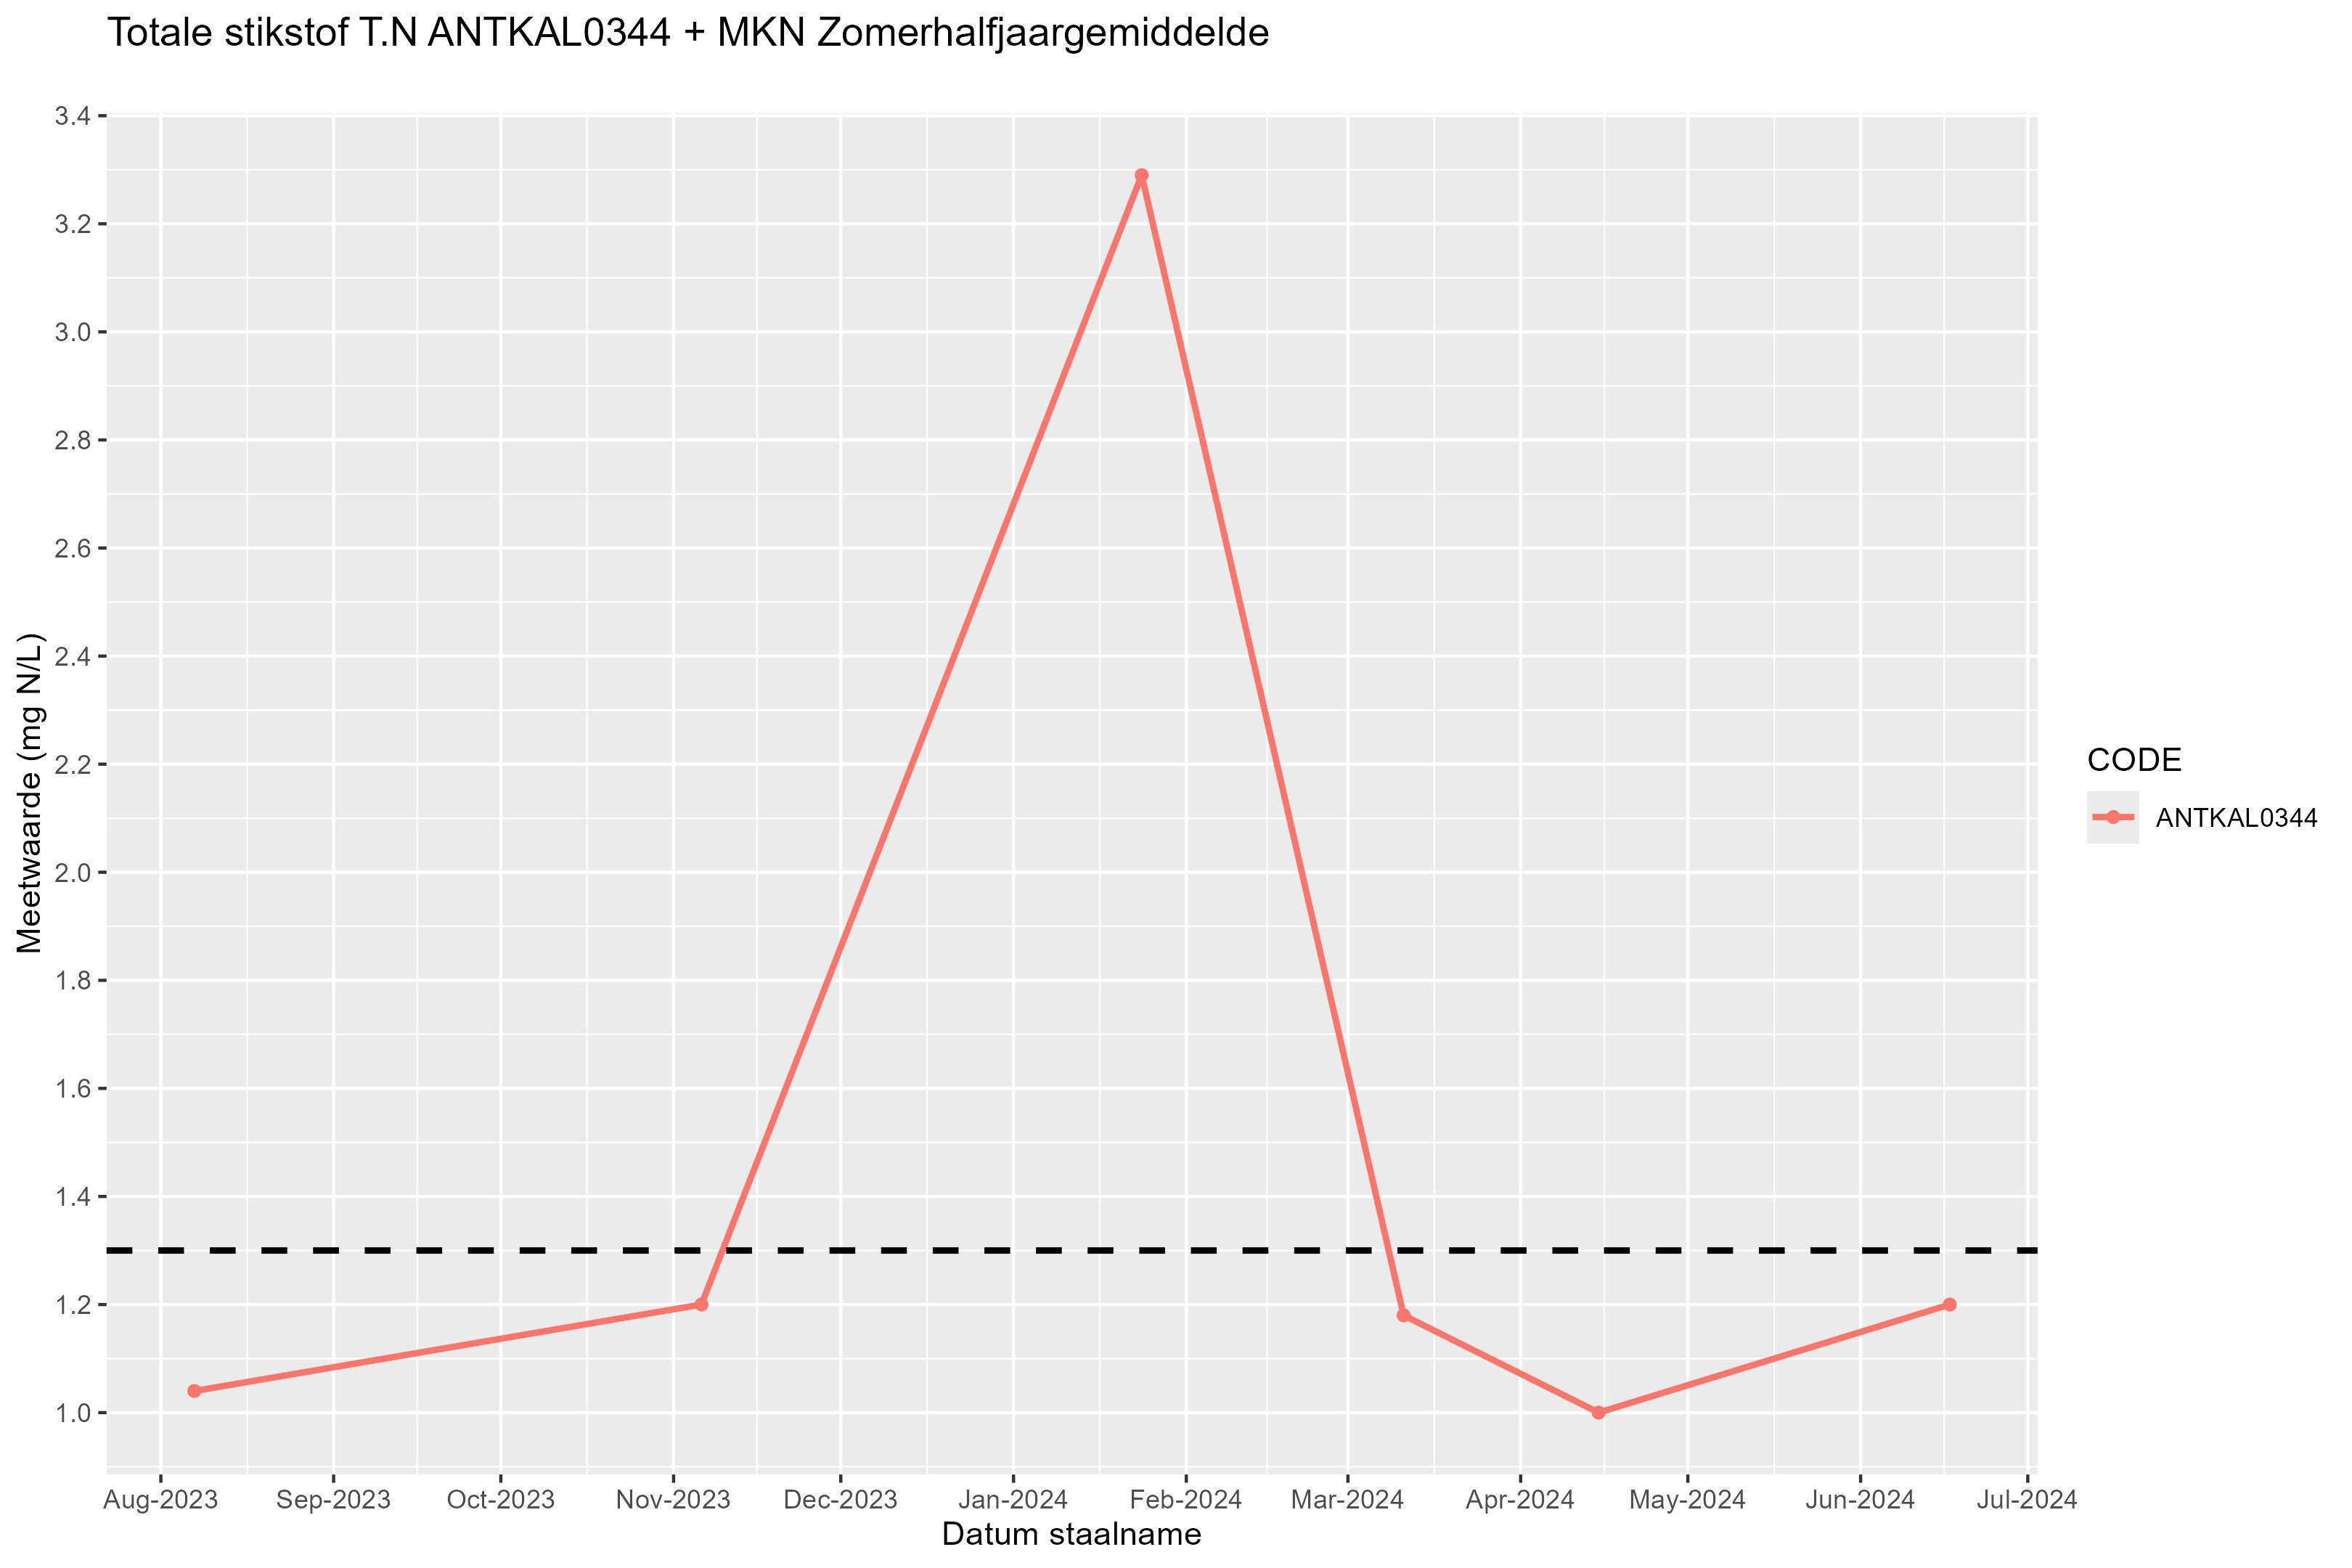 Totale stikstof T.N ANTKAL0344 + MKN Zomerhalfjaargemiddelde
3.4
3.2
3.0
2.8
2.6
2.4
2.2
2.0
1.8
1.6
1.4
1.2
1.0
Meetwaarde (mg N/L)
Aug-2023 Sep-2023 Oct-2023 Nov-2023 Dec-2023 Jan-2024 Feb-2024 Mar-2024 Apr-2024 May-2024 Jun-2024 Jul-2024
Datum staalname
CODE
ANTKAL0344